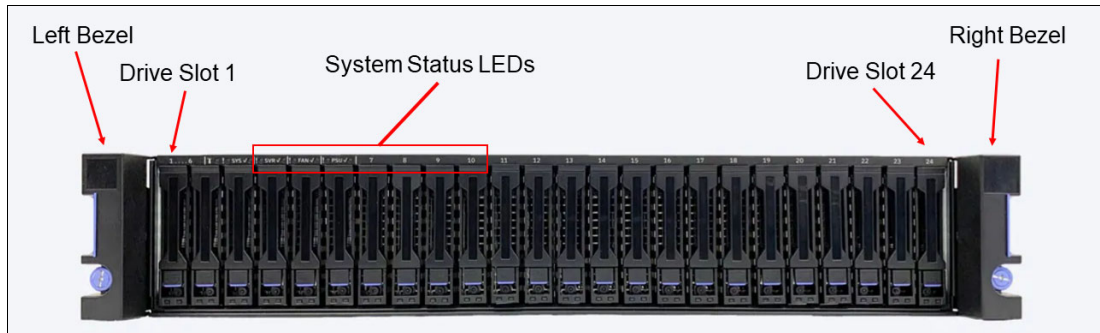 Left Bezel
Right Bezel
Drive Slot 1
System Status LEDs
Drive Slot 24
1 6 SYS FAN PSU 7 8 9 10 11 12 13 14 15 16 17 18 19 20 21 22 23 24